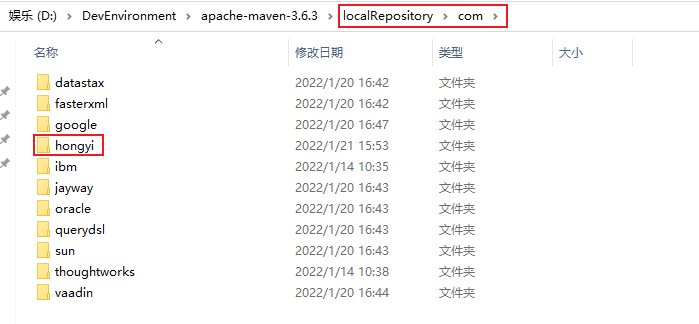 娱乐 (D:) > DevEnvironment > apache-maven-3.6.3 > localRepository > com >
名称 修改日期 类型 大小
datastax 2022/1/20 16:42 文件夹
fasterxml 2022/1/20 16:42 文件夹
google 2022/1/20 16:47 文件夹
hongyi 2022/1/21 15:53 文件夹
ibm 2022/1/14 10:35 文件夹
jayway 2022/1/20 16:43 文件夹
oracle 2022/1/20 16:43 文件夹
querydsl 2022/1/20 16:43 文件夹
sun 2022/1/20 16:43 文件夹
thoughtworks 2022/1/14 10:38 文件夹
vaadin 2022/1/20 16:44 文件夹